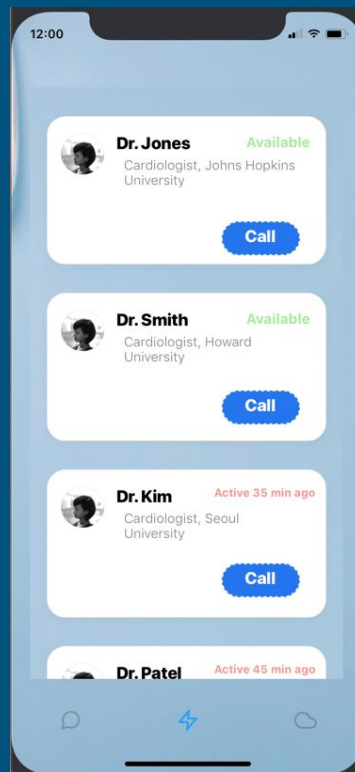 12:00
Dr. Jones
Available
Cardiologist, Johns Hopkins
University
Call
Dr. Smith
Available
Cardiologist, Howard
University
Call
Dr. Kim
Active 35 min ago
Cardiologist, Seoul
University
Call
Dr. Patel
Active 45 min ago